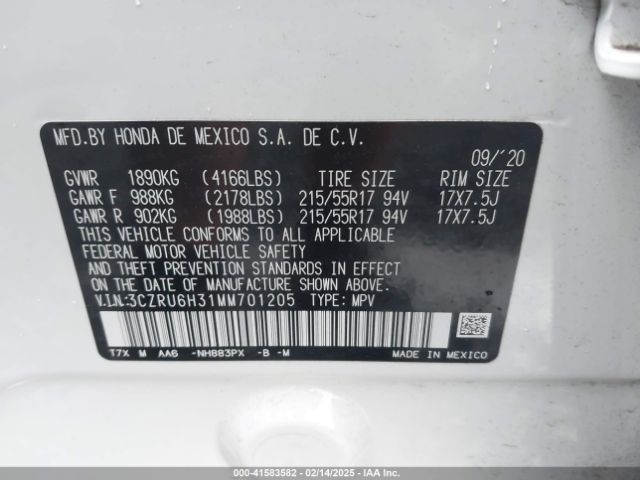 MFD.BY HONDA DE MEXICO S.A. DE C.V.
09/'20
GVWR 1890KG (4166LBS) TIRE SIZE RIM SIZE
GAWR F 988KG (2178LBS) 215/55R17 94V 17X7.5J
GAWR R 902KG (1988LBS) 215/55R17 94V 17X7.5J
THIS VEHICLE CONFORMS TO ALL APPLICABLE
FEDERAL MOTOR VEHICLE SAFETY
AND THEFT PREVENTION STANDARDS IN EFFECT
ON THE DATE OF MANUFACTURE SHOWN ABOVE.
V.I.N:3CZRU6H31MM701205 TYPE: MPV
T7X M AA6 -NH883PX -B -M
MADE IN MEXICO
000-41583582 - 02/14/2025 - IAAI.COM